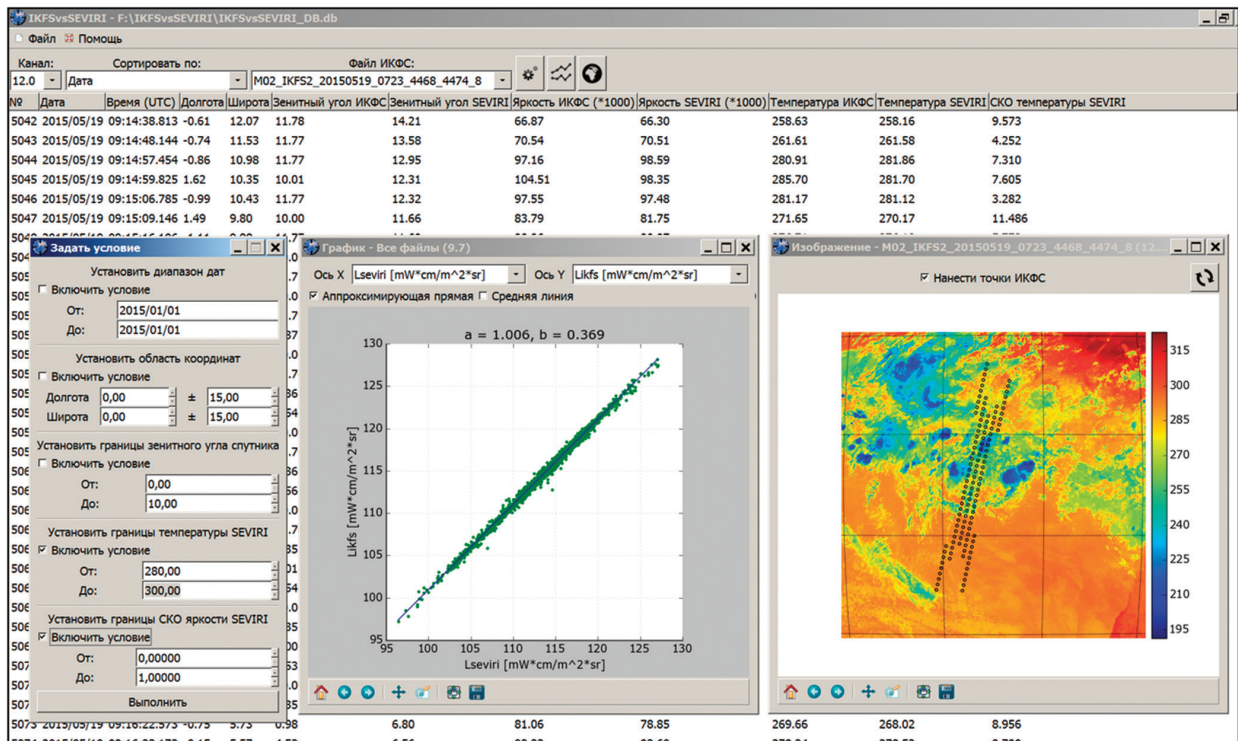 IKFSvsSEVIRI - F:\IKFSvsSEVIRI\IKFSvsSEVIRI_DB.db
Файл Помощь
Канал: Сортировать по: Файл ИКФС:
12.0 Дата M02_IKFS2_20150519_0723_4468_4474_8
№ Дата Время (UTC) Долгота Широта Зенитный угол ИКФС Зенитный угол SEVIRI Яркость ИКФС (*1000) Яркость SEVIRI (*1000) Температура ИКФС Температура SEVIRI СКО температуры SEVIRI
5042 2015/05/19 09:14:38.813 -0.61 12.07 11.78 14.21 66.87 66.30 258.63 258.16 9.573
5043 2015/05/19 09:14:48.144 -0.74 11.53 11.77 13.58 70.54 70.51 261.61 261.58 4.252
5044 2015/05/19 09:14:57.454 -0.86 10.98 11.77 12.95 97.16 98.59 280.91 281.86 7.310
5045 2015/05/19 09:14:59.825 1.62 10.35 10.01 12.31 104.51 98.35 285.70 281.70 7.605
5046 2015/05/19 09:15:06.785 -0.99 10.43 11.77 12.32 97.55 97.48 281.17 281.12 3.282
5047 2015/05/19 09:15:09.146 1.49 9.80 10.00 11.66 83.79 81.75 271.65 270.17 11.486
Задать условие
Установить диапазон дат
Включить условие
От: 2015/01/01
До: 2015/01/01
Установить область координат
Включить условие
Долгота 0,00 ± 15,00
Широта 0,00 ± 15,00
Установить границы зенитного угла спутника
Включить условие
От: 0,00
До: 10,00
Установить границы температуры SEVIRI
Включить условие
От: 280,00
До: 300,00
Установить границы СКО яркости SEVIRI
Включить условие
От: 0,00000
До: 1,00000
Выполнить
График - Все файлы (9.7)
Ось X Lseviri [mW*cm/m^2*sr] Ось Y Likfs [mW*cm/m^2*sr]
Аппроксимирующая прямая Средняя линия
a = 1.006, b = 0.369
130
125
120
115
110
105
100
95
Likfs [mW*cm/m^2*sr]
95 100 105 110 115 120 125 130
Lseviri [mW*cm/m^2*sr]
Изображение - M02_IKFS2_20150519_0723_4468_4474_8 (12...
Нанести точки ИКФС
315
300
285
270
255
240
225
210
195
5073 2015/05/19 09:16:22.573 -0.75 5.73 0.98 6.80 81.06 78.85 269.66 268.02 8.956